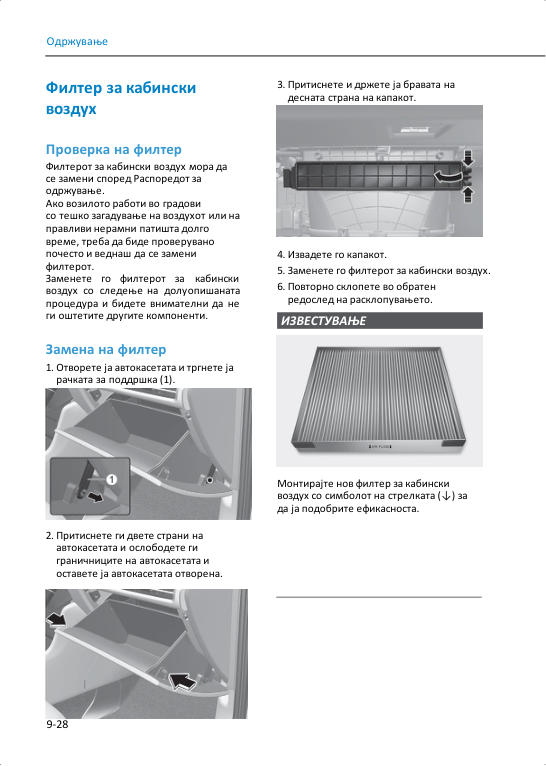 Одржување
Филтер за кабински
воздух
Проверка на филтер
Филтерот за кабински воздух мора да
се замени според Распоредот за
одржување.
Ако возилото работи во градови
со тешко загадување на воздухот или на
правливи нерамни патишта долго
време, треба да биде проверувано
почесто и веднаш да се замени
филтерот.
Заменете го филтерот за кабински
воздух со следење на долуопишаната
процедура и бидете внимателни да не
ги оштетите другите компоненти.
Замена на филтер
1. Отворете ја автокасетата и тргнете ја
рачката за поддршка (1).
1
2. Притиснете ги двете страни на
автокасетата и ослободете ги
граничниците на автокасетата и
оставете ја автокасетата отворена.
9-28
3. Притиснете и држете ја бравата на
десната страна на капакот.
4. Извадете го капакот.
5. Заменете го филтерот за кабински воздух.
6. Повторно склопете во обратен
редослед на расклопувањето.
ИЗВЕСТУВАЊЕ
AIR FLOW
Монтирајте нов филтер за кабински
воздух со симболот на стрелката (↓) за
да ја подобрите ефикасноста.